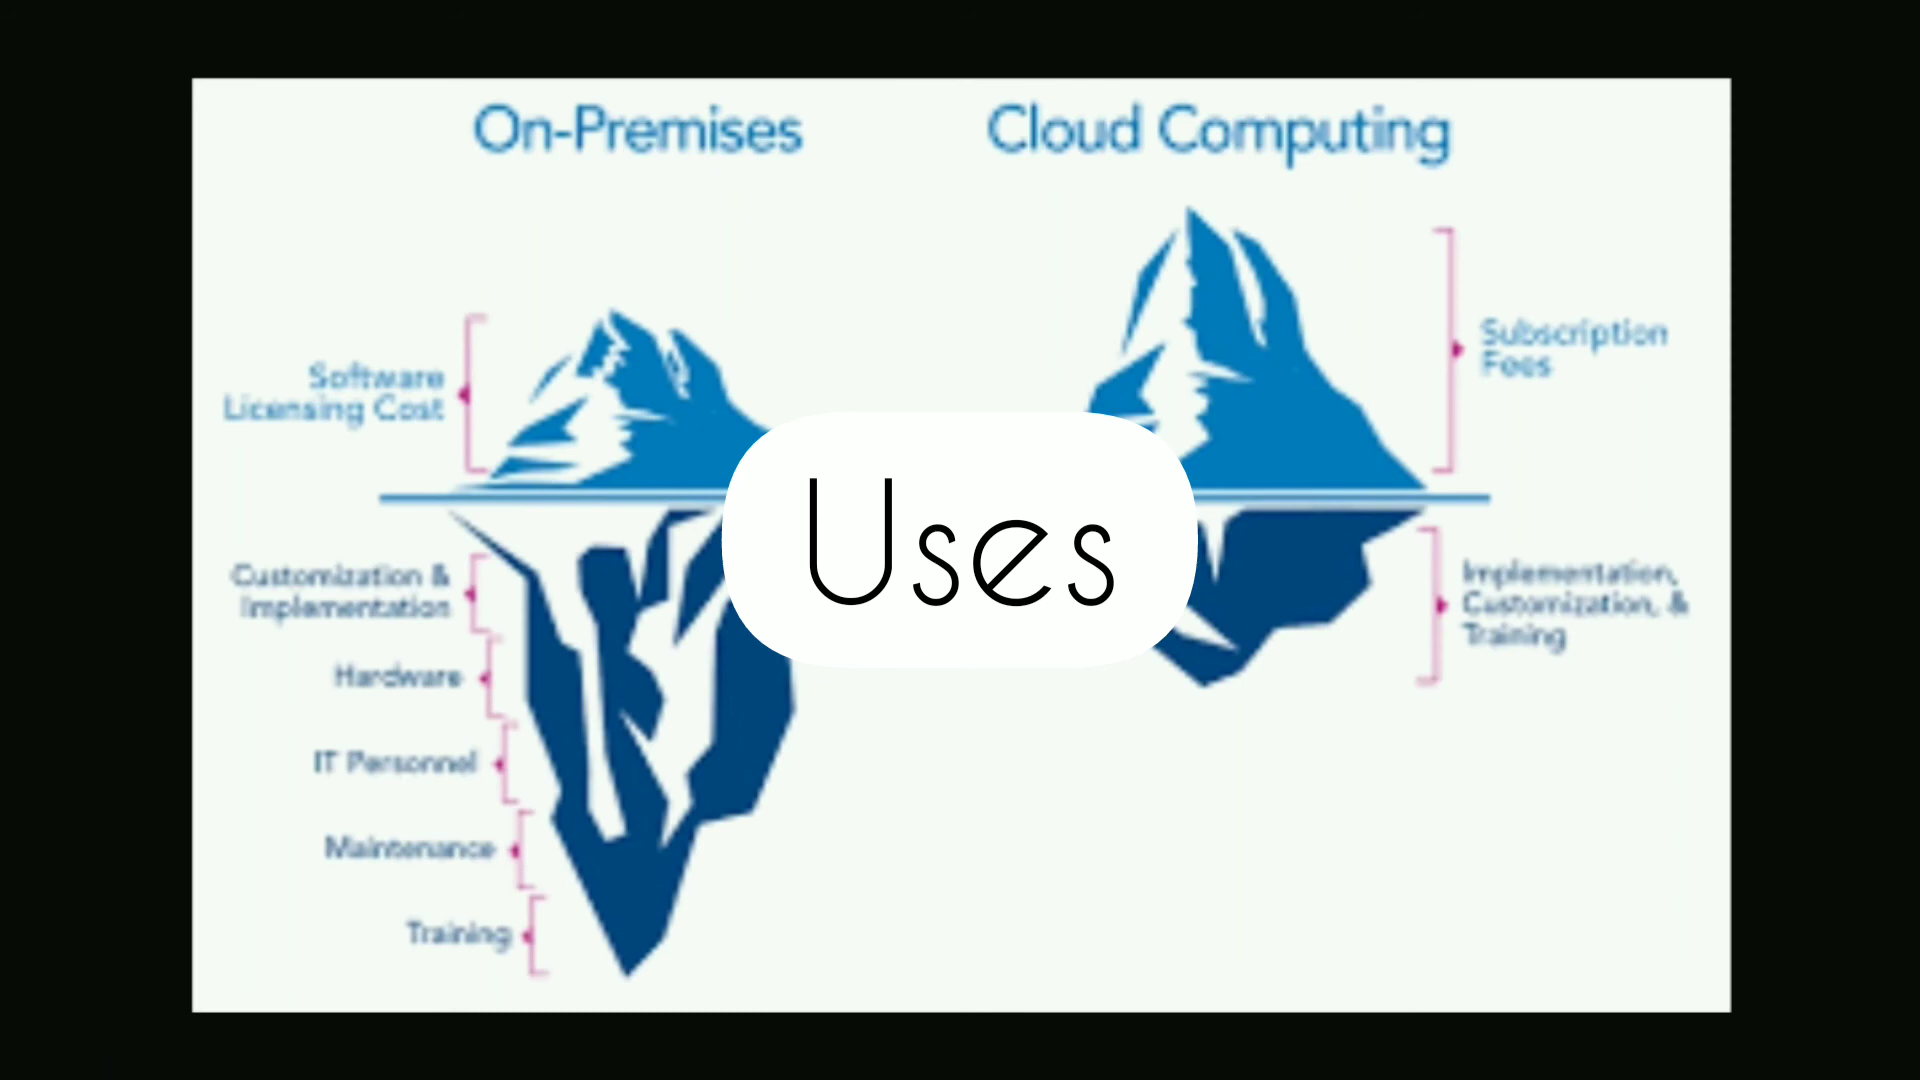 On-Premises
Cloud Computing
Software
Licensing Cost
Subscription
Fees
Uses
Customization &
Implementation
Hardware
IT Personnel
Maintenance
Training
Implementation,
Customization, &
Training